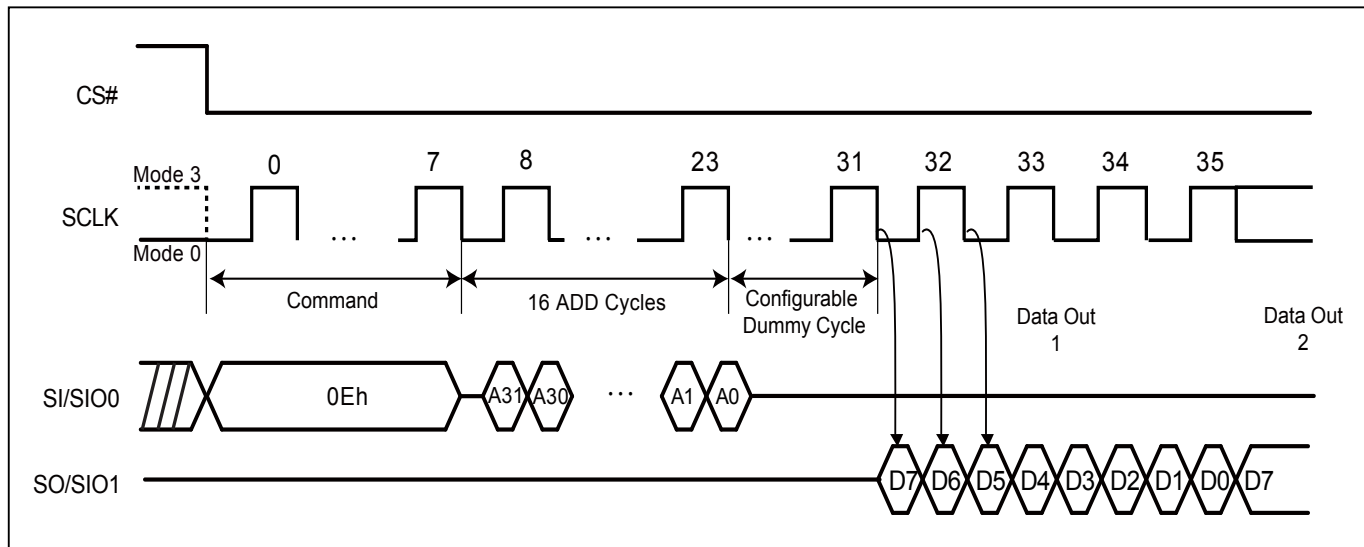 CS#
0 7 8 23 31 32 33 34 35
Mode 3
SCLK
... ... ...
Mode 0
Command
16 ADD Cycles
Configurable
Dummy Cycle
Data Out
1
Data Out
2
SI/SIO0
0Eh
A31 A30 ... A1 A0
SO/SIO1
D7 D6 D5 D4 D3 D2 D1 D0 D7